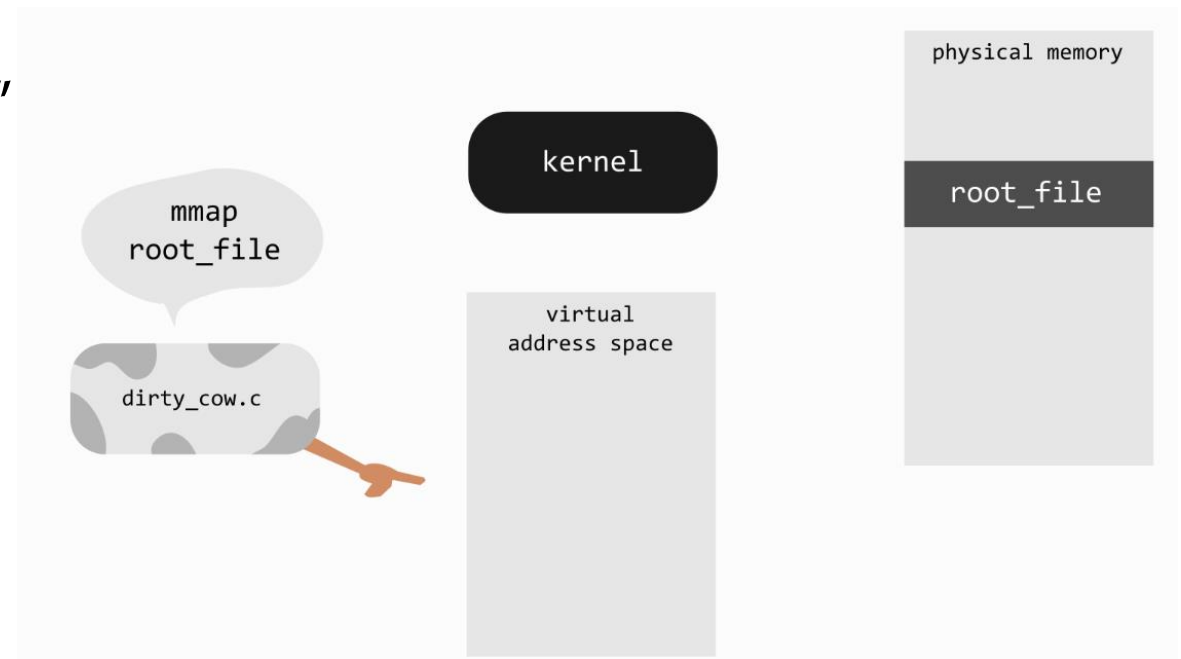 "
mmap
root_file
dirty_cow.c
kernel
virtual
address space
physical memory
root_file